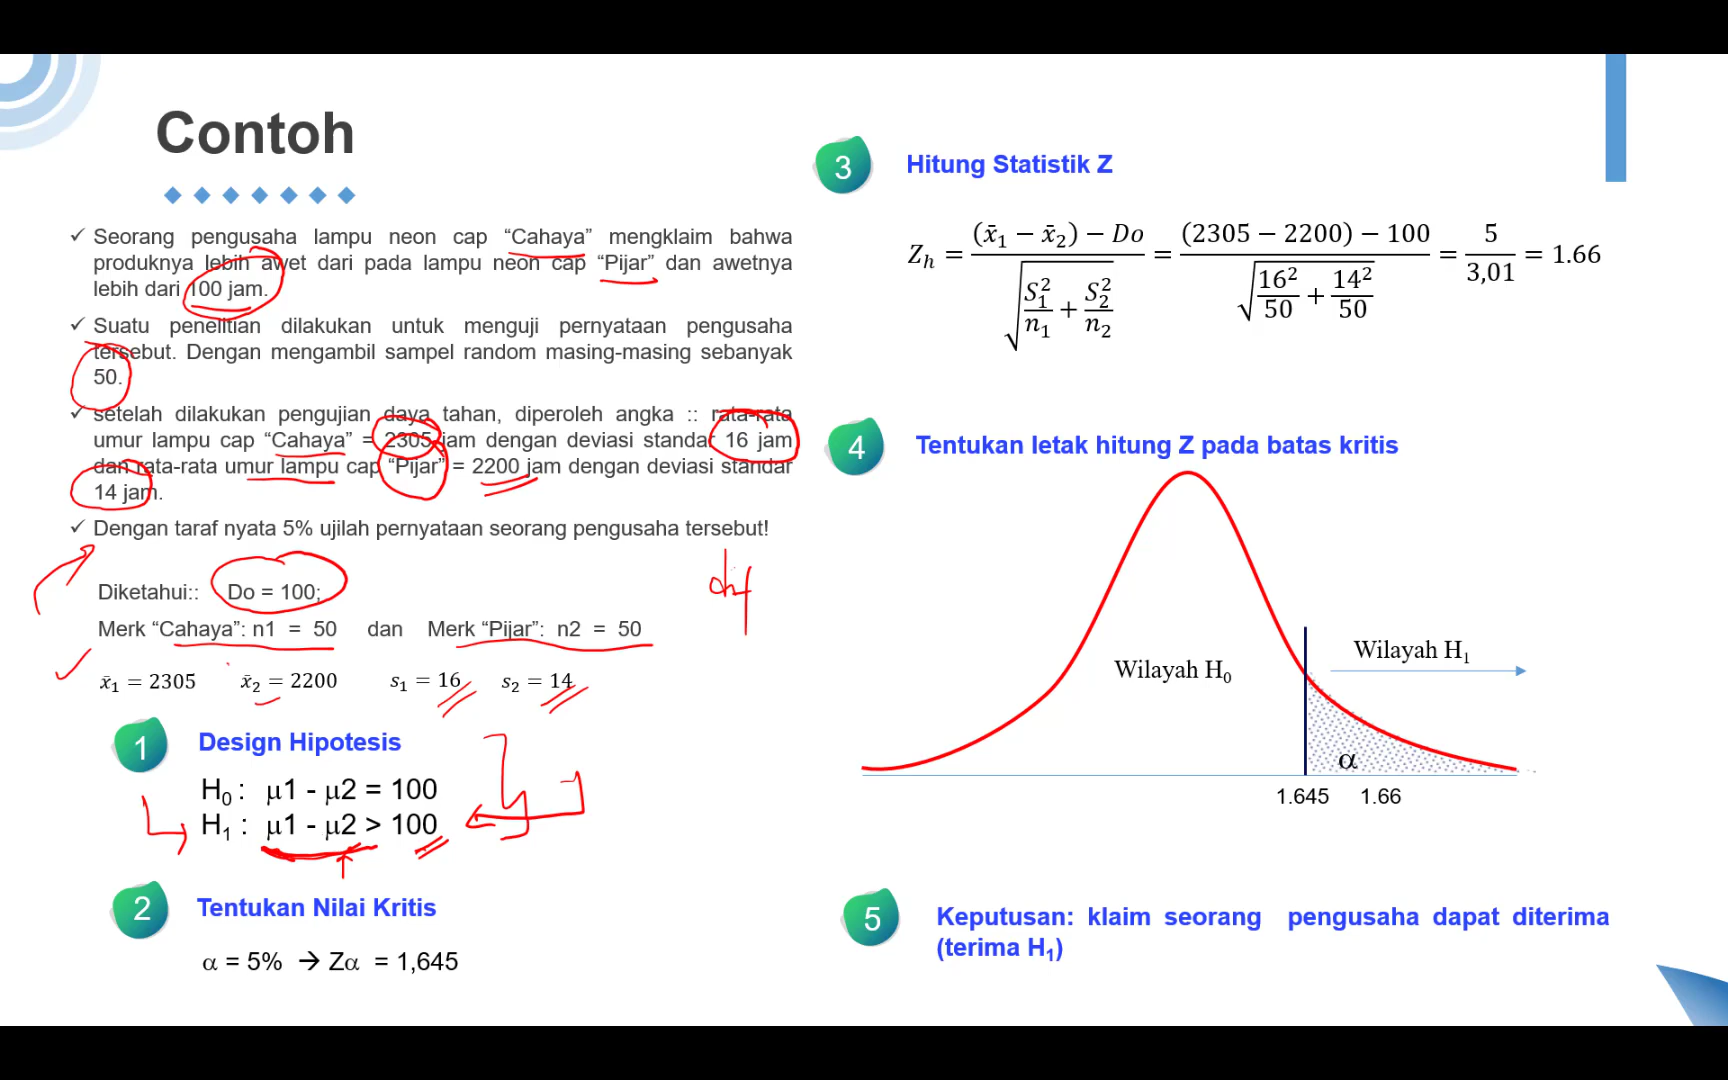 Contoh
✓ Seorang pengusaha lampu neon cap “Cahaya” mengklaim bahwa
produknya lebih awet dari pada lampu neon cap “Pijar” dan awetnya
lebih dari 100 jam.
✓ Suatu penelitian dilakukan untuk menguji pernyataan pengusaha
tersebut. Dengan mengambil sampel random masing-masing sebanyak
50.
✓ setelah dilakukan pengujian daya tahan, diperoleh angka :: rata-rata
umur lampu cap “Cahaya” = 2305 jam dengan deviasi standar 16 jam
dan rata-rata umur lampu cap “Pijar” = 2200 jam dengan deviasi standar
14 jam.
✓ Dengan taraf nyata 5% ujilah pernyataan seorang pengusaha tersebut!
Diketahui:: Do = 100;
Merk “Cahaya”: n1 = 50 dan Merk “Pijar”: n2 = 50
x̄₁ = 2305 x̄₂ = 2200 s₁ = 16 s₂ = 14
1 Design Hipotesis
H₀ : μ1 - μ2 = 100
H₁ : μ1 - μ2 > 100
2 Tentukan Nilai Kritis
α = 5% → Zα = 1,645
3 Hitung Statistik Z
Zₕ = ((x̄₁ − x̄₂) − Do) / √(S₁²/n₁ + S₂²/n₂) = ((2305 − 2200) − 100) / √(16²/50 + 14²/50) = 5/3,01 = 1.66
4 Tentukan letak hitung Z pada batas kritis
Wilayah H₁
Wilayah H₀
α
1.645 1.66
5 Keputusan: klaim seorang pengusaha dapat diterima
(terima H₁)